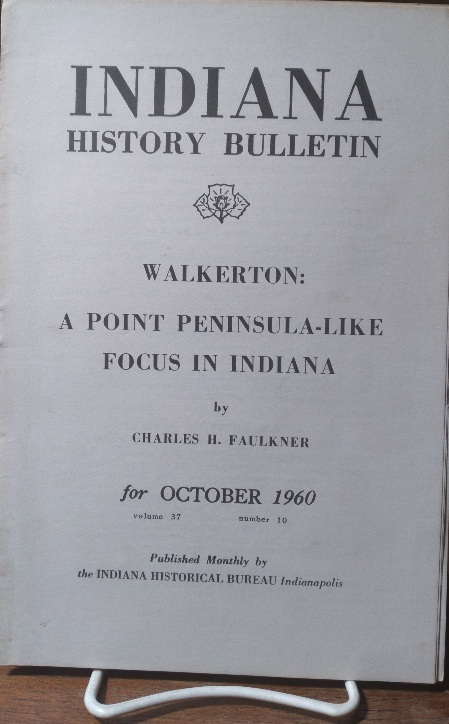 INDIANA
HISTORY BULLETIN
WALKERTON:
A POINT PENINSULA-LIKE
FOCUS IN INDIANA
by
CHARLES H. FAULKNER
for OCTOBER 1960
volume 37 number 10
Published Monthly by
the INDIANA HISTORICAL BUREAU Indianapolis